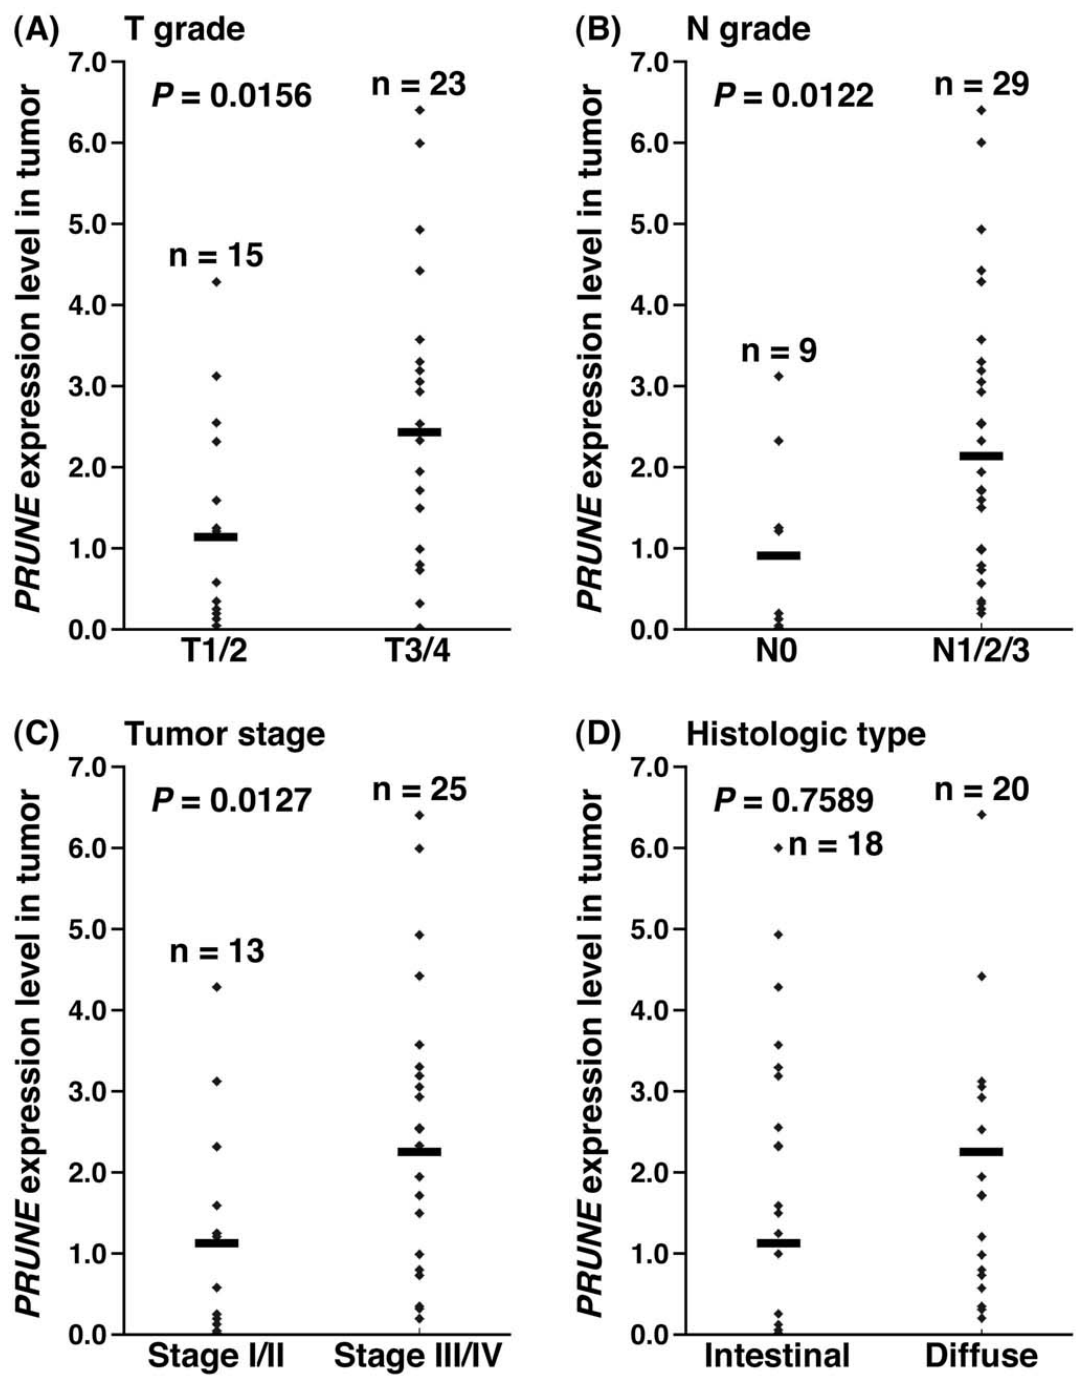 (A) T grade
PRUNE expression level in tumor
7.0
6.0
5.0
4.0
3.0
2.0
1.0
0.0
P = 0.0156
n = 23
n = 15
T1/2 T3/4
(B) N grade
PRUNE expression level in tumor
7.0
6.0
5.0
4.0
3.0
2.0
1.0
0.0
P = 0.0122
n = 29
n = 9
N0 N1/2/3
(C) Tumor stage
PRUNE expression level in tumor
7.0
6.0
5.0
4.0
3.0
2.0
1.0
0.0
P = 0.0127
n = 25
n = 13
Stage I/II Stage III/IV
(D) Histologic type
PRUNE expression level in tumor
7.0
6.0
5.0
4.0
3.0
2.0
1.0
0.0
P = 0.7589
n = 20
n = 18
Intestinal Diffuse